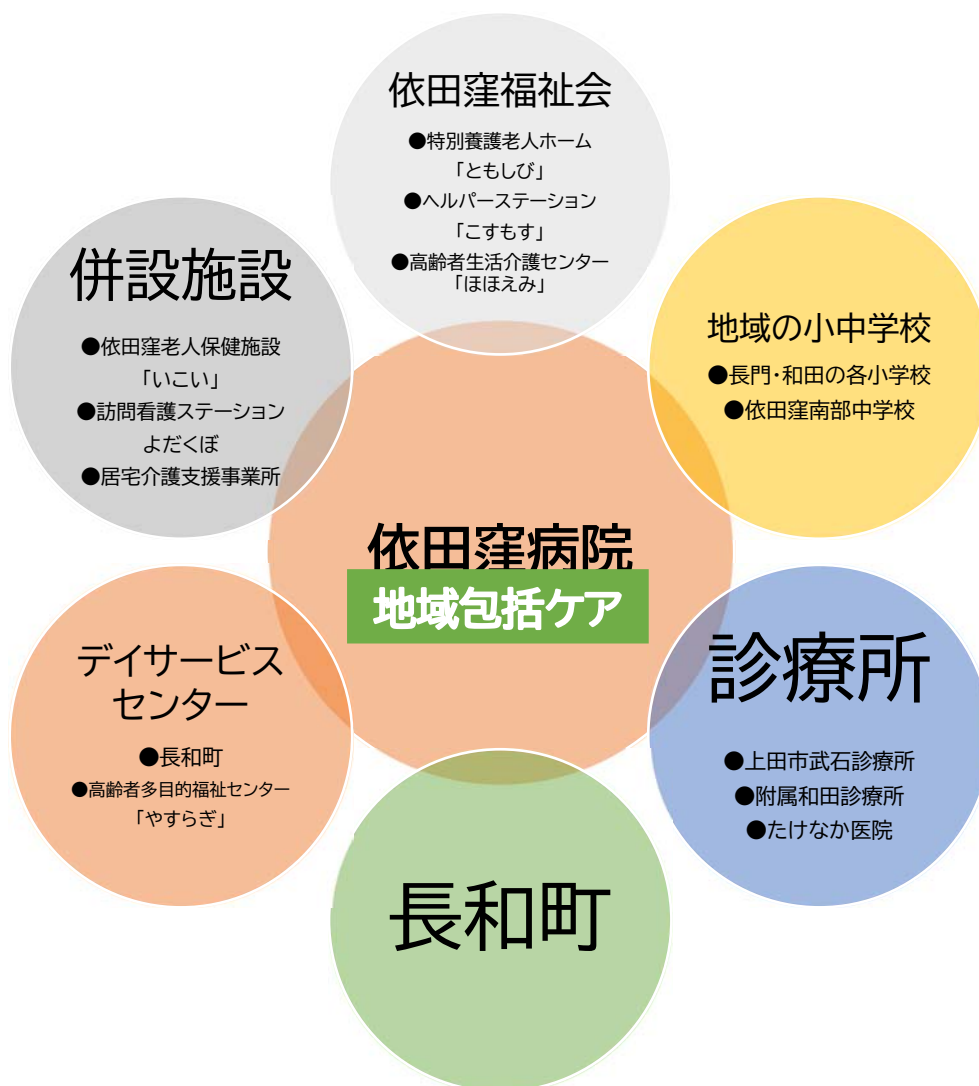 依田窪福祉会
●特別養護老人ホーム
「ともしび」
●ヘルパーステーション
「こすもす」
●高齢者生活介護センター
「ほほえみ」
併設施設
●依田窪老人保健施設
「いこい」
●訪問看護ステーション
よだくぼ
●居宅介護支援事業所
地域の小中学校
●長門・和田の各小学校
●依田窪南部中学校
依田窪病院
地域包括ケア
デイサービス
センター
●長和町
●高齢者多目的福祉センター
「やすらぎ」
診療所
●上田市武石診療所
●附属和田診療所
●たけなか医院
長和町